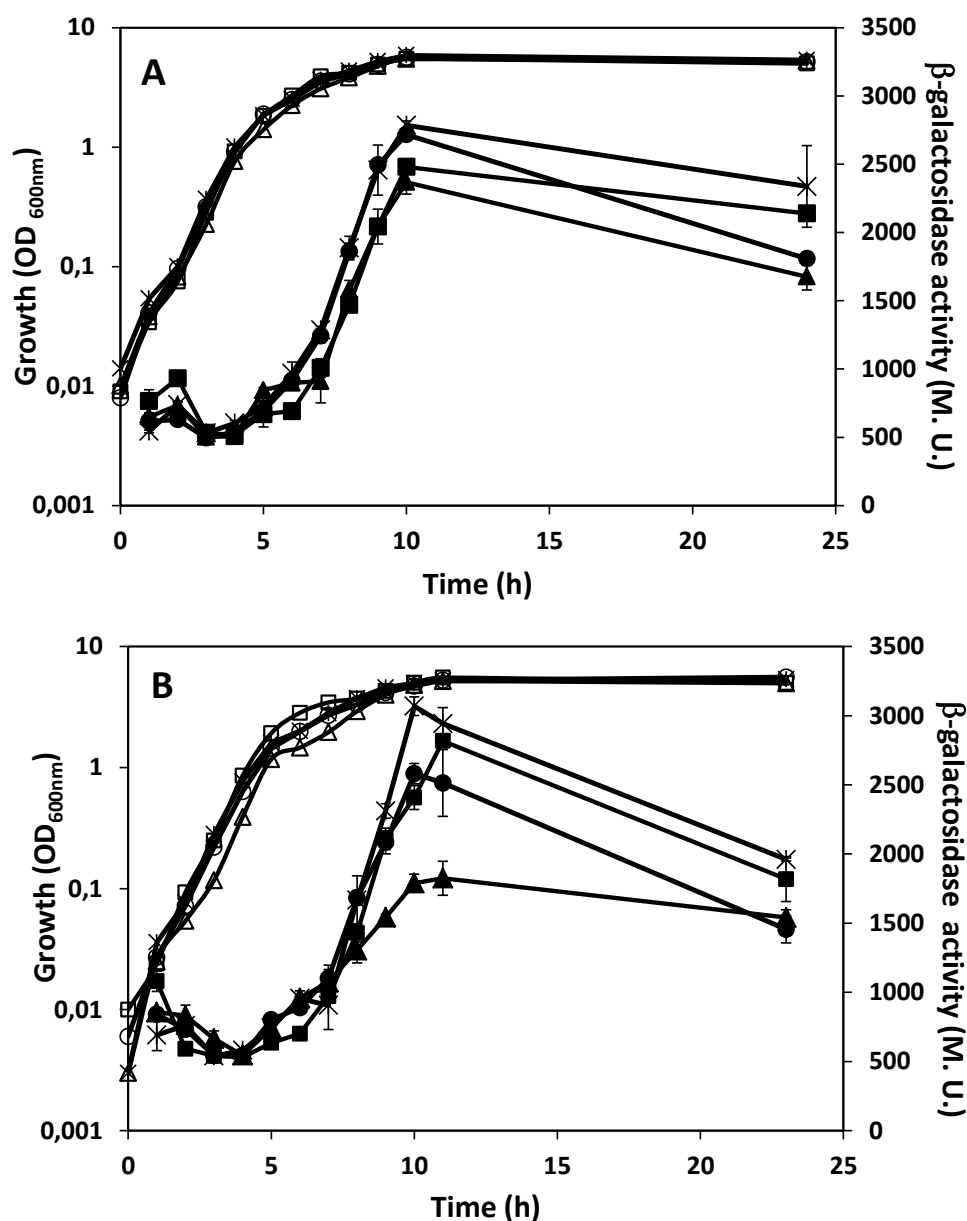 A
Growth (OD 600nm)
10
1
0,1
0,01
0,001
3500
3000
2500
2000
1500
1000
500
0
β-galactosidase activity (M. U.)
0 5 10 15 20 25
Time (h)
B
Growth (OD600nm)
10
1
0,1
0,01
0,001
3500
3000
2500
2000
1500
1000
500
0
β-galactosidase activity (M. U.)
0 5 10 15 20 25
Time (h)